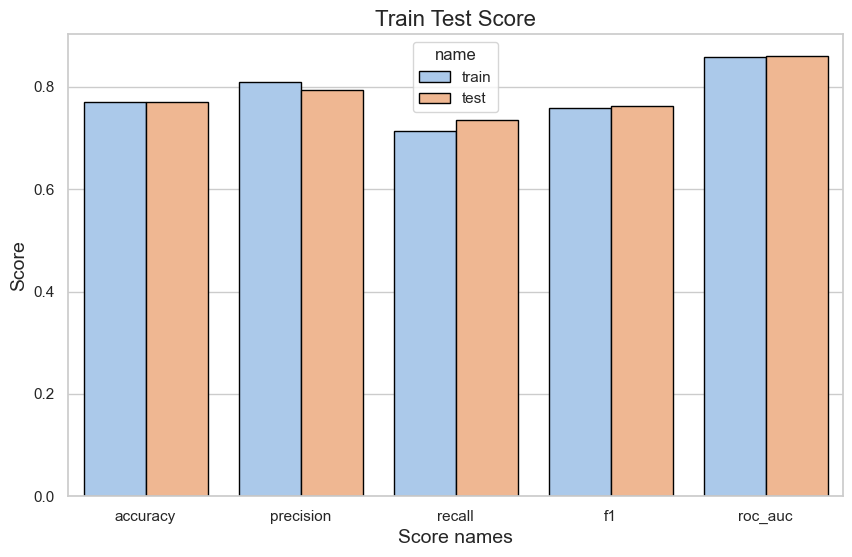 Train Test Score
name
train
test
Score
0.8
0.6
0.4
0.2
0.0
accuracy
precision
recall
f1
roc_auc
Score names